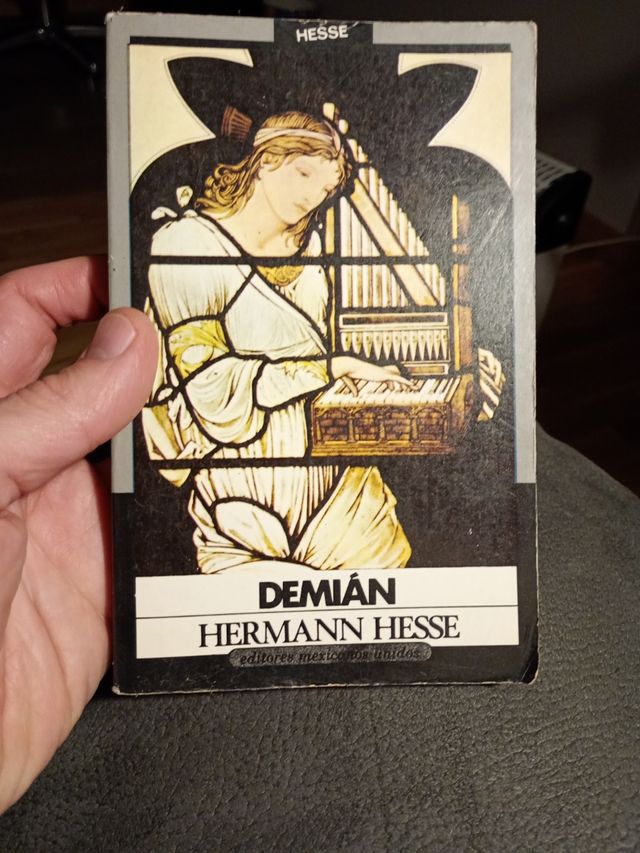 HESSE
DEMIÁN
HERMANN HESSE
editores mexicanos unidos